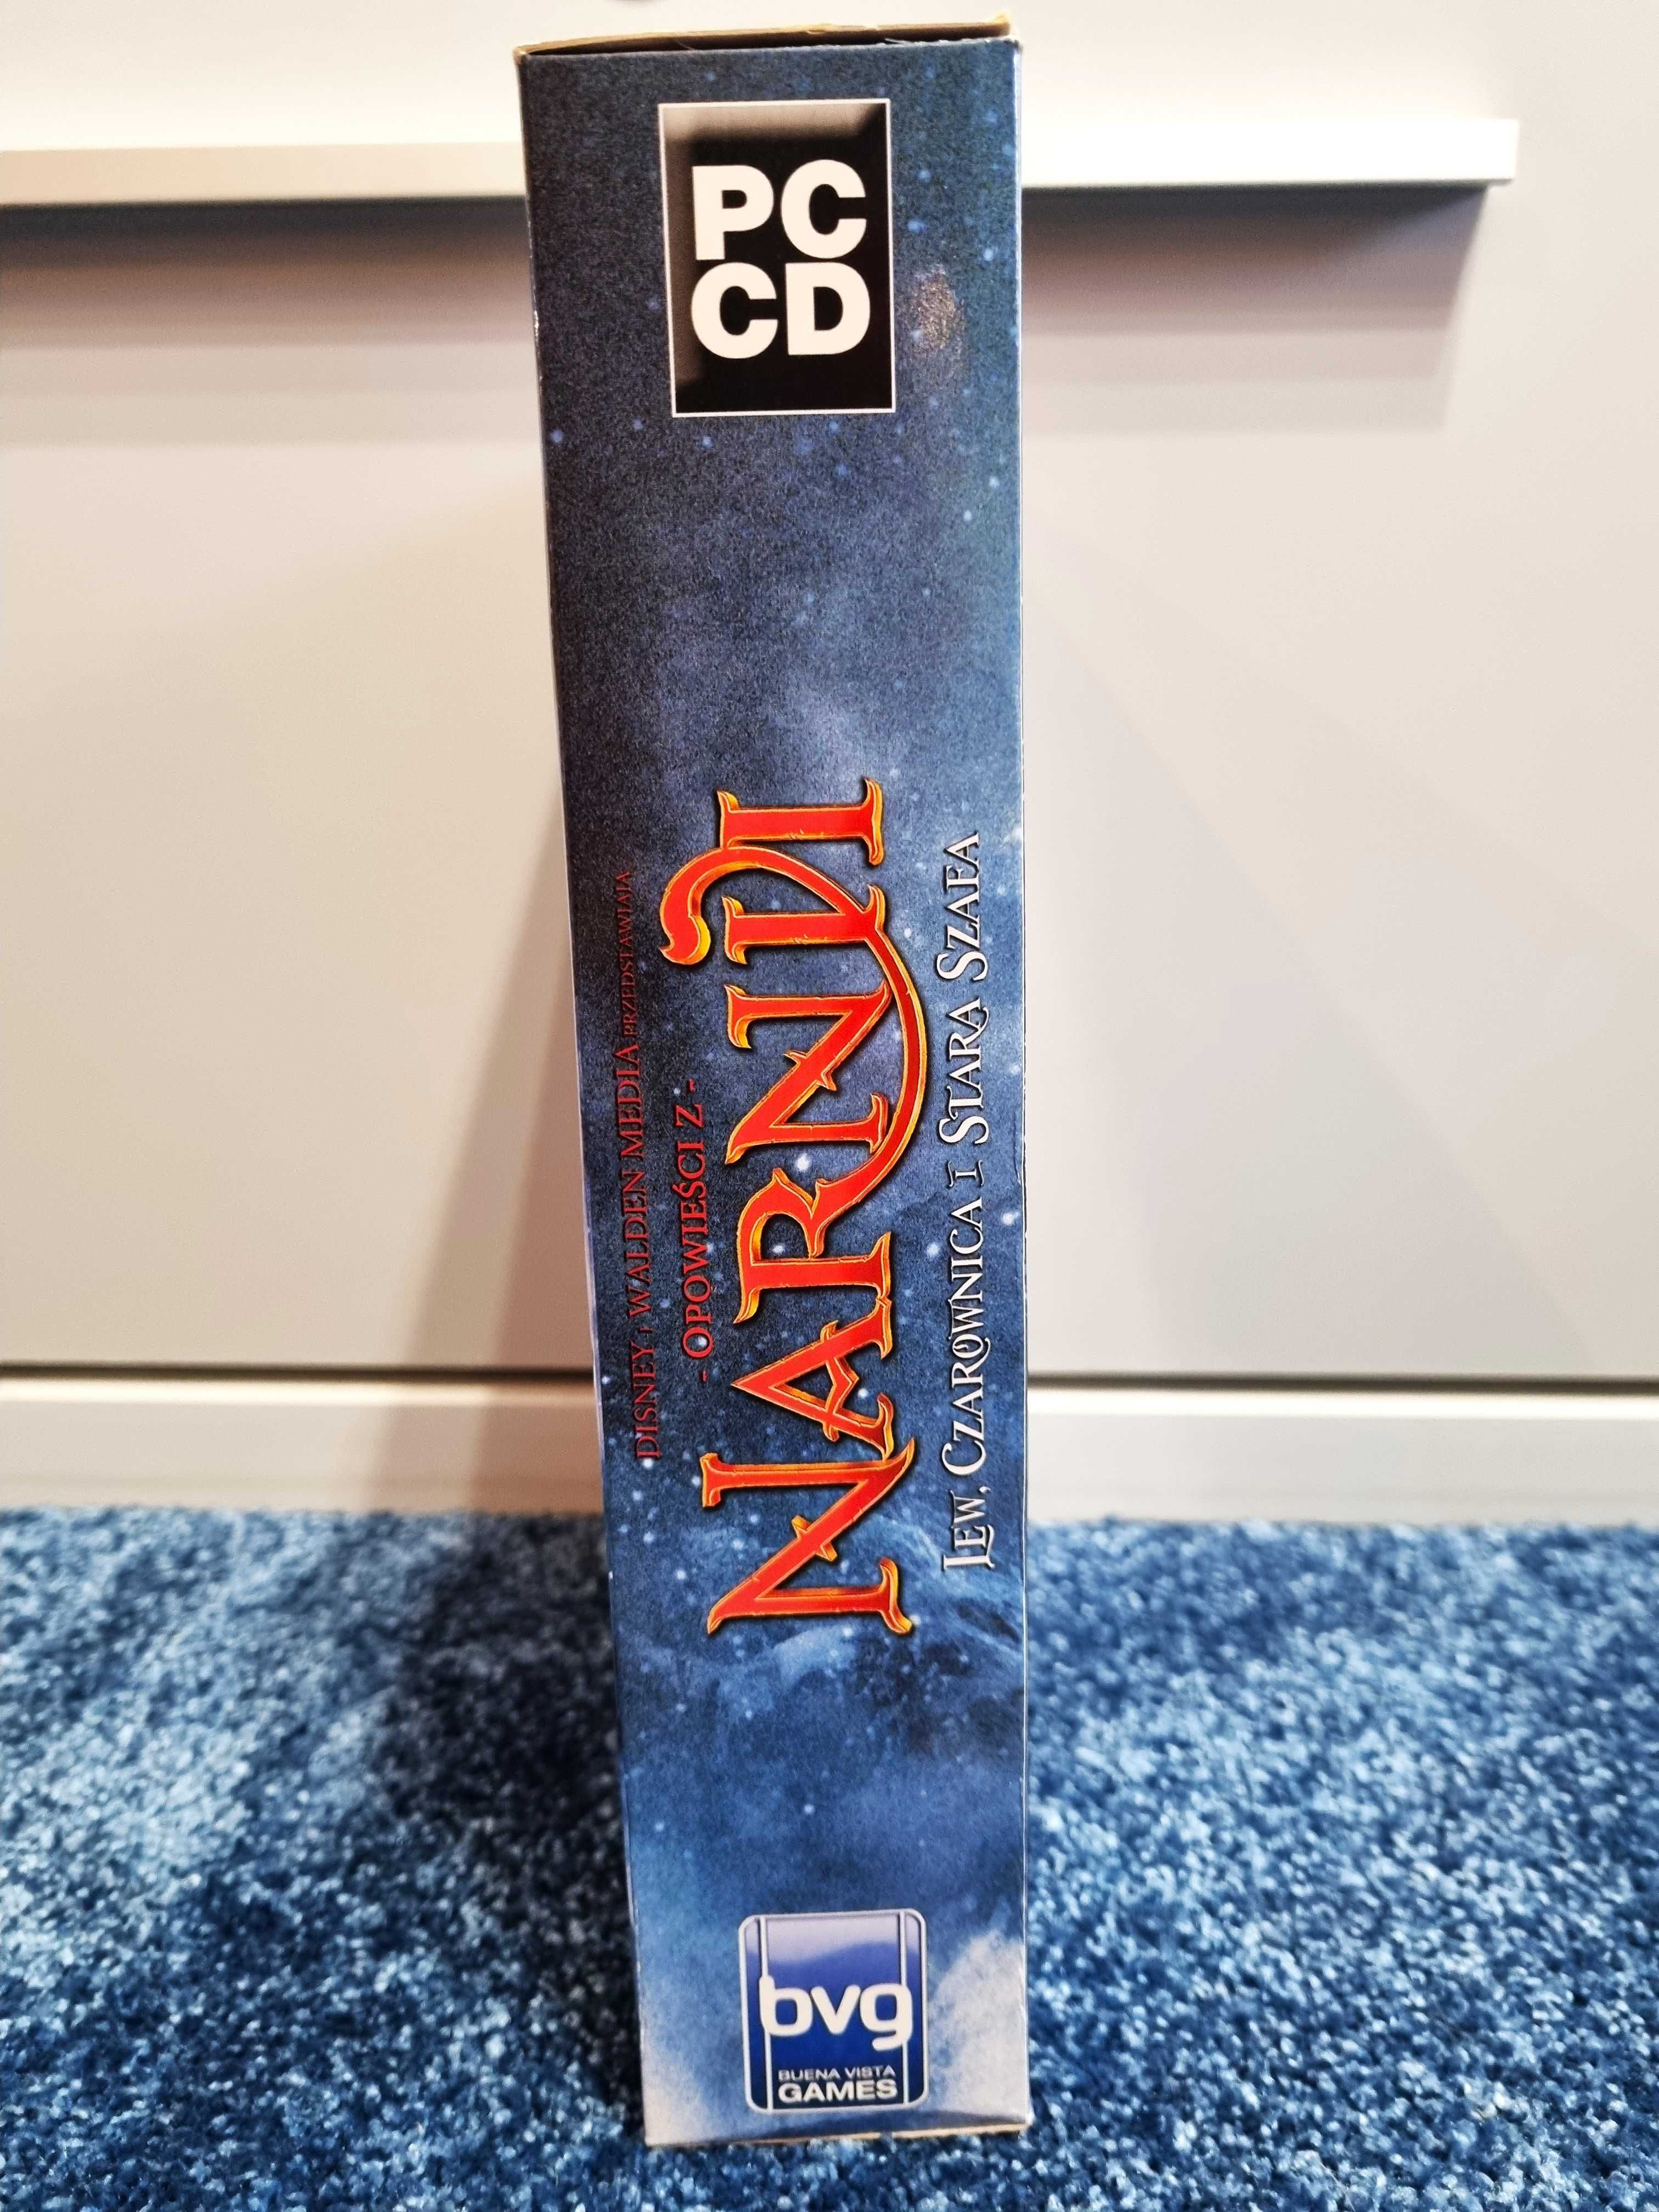 PC
CD
DISNEY I WALDEN MEDIA PRZEDSTAWIAJĄ
- OPOWIEŚCI Z -
NARNII
LEW, CZAROWNICA I STARA SZAFA
bvg
BUENA VISTA
GAMES